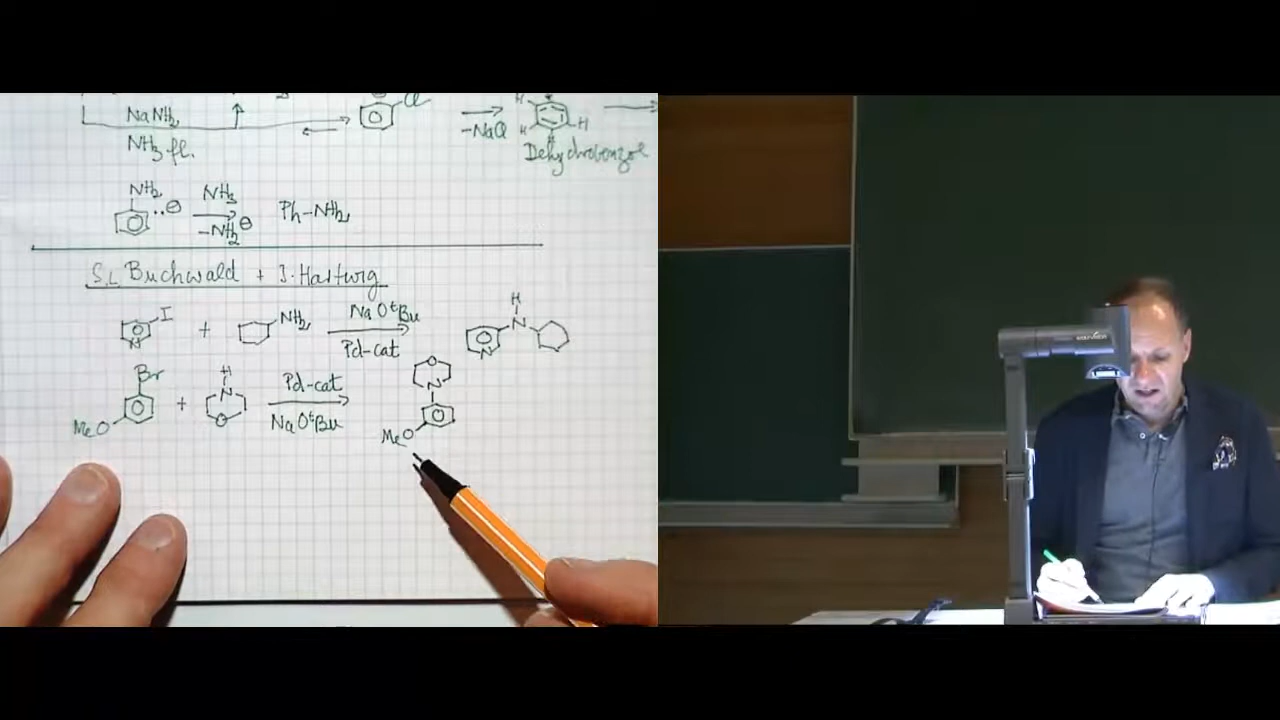 Cl
NaNH₂
NH₃ fl.
-NaCl
H H H H
Dehydrobenzol
NH₂ ..⊖ NH₃ -NH₂⊖ Ph-NH₂
S.L Buchwald + J. Hartwig
I N + NH₂ NaOᵗBu Pd-cat H N N
Br MeO + H N O Pd-cat NaOᵗBu O N MeO